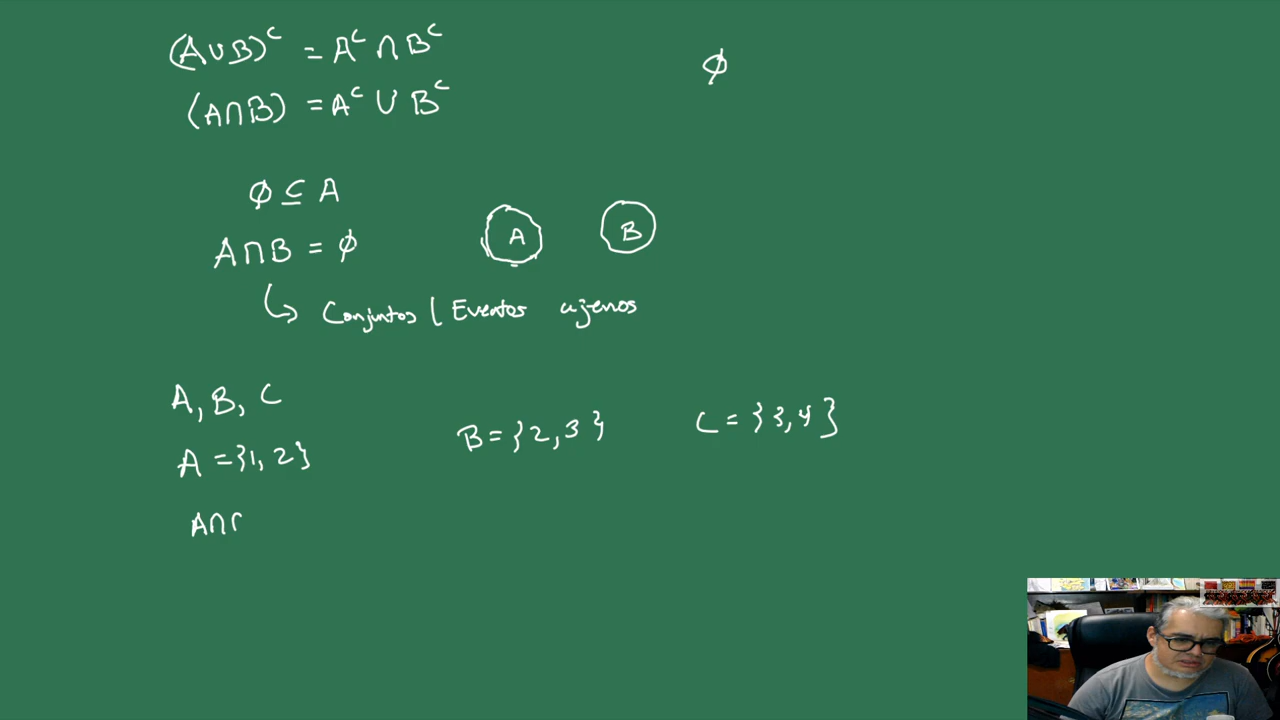 (A∪B)ᶜ = Aᶜ ∩ Bᶜ
∅
(A∩B) = Aᶜ ∪ Bᶜ
∅ ⊆ A
A∩B = ∅
A
B
Conjuntos | Eventos ajenos
A, B, C
A = {1, 2}
B = {2, 3}
C = {3, 4}
A∩